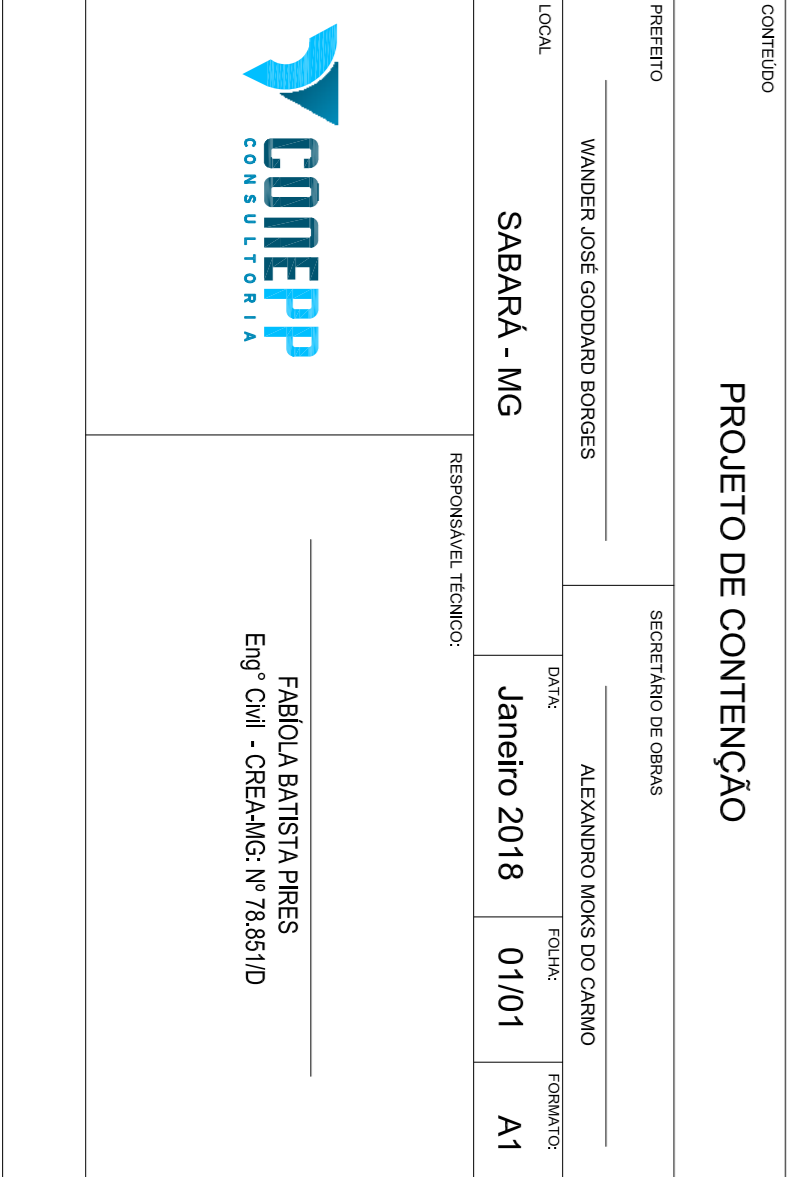 CONTEÚDO
PROJETO DE CONTENÇÃO
PREFEITO
WANDER JOSÉ GODDARD BORGES
SECRETÁRIO DE OBRAS
ALEXANDRO MOKS DO CARMO
LOCAL
SABARÁ - MG
DATA:
Janeiro 2018
FOLHA:
01/01
FORMATO:
A1
CONEPP
CONSULTORIA
RESPONSÁVEL TÉCNICO:
FABÍOLA BATISTA PIRES
Eng° Civil - CREA-MG: Nº 78.851/D